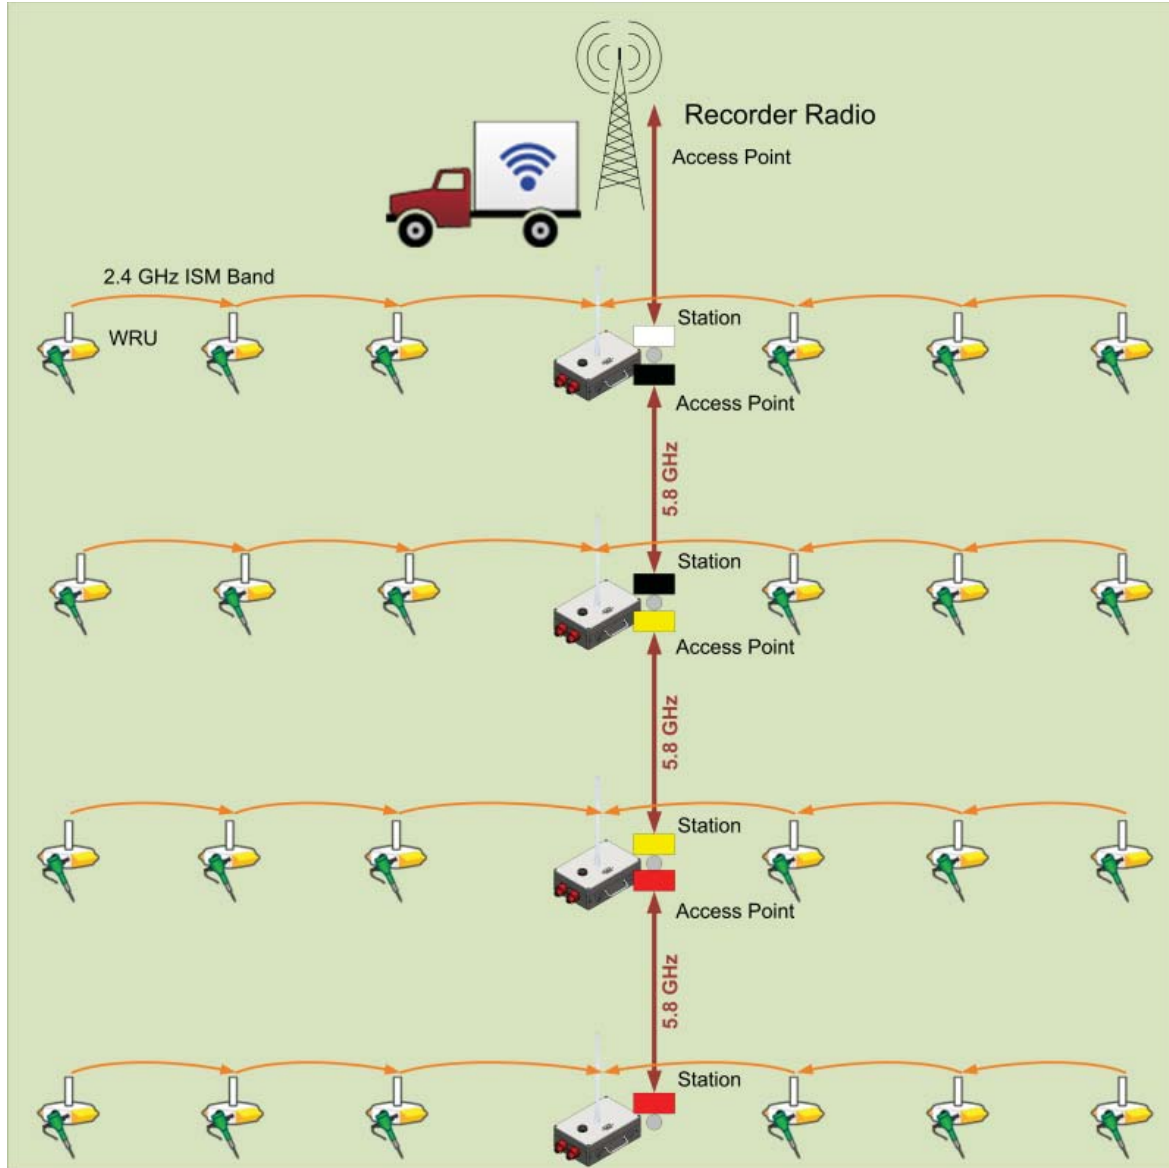 Recorder Radio
Access Point
2.4 GHz ISM Band
WRU
Station
Access Point
5.8 GHz
Station
Access Point
5.8 GHz
Station
Access Point
5.8 GHz
Station